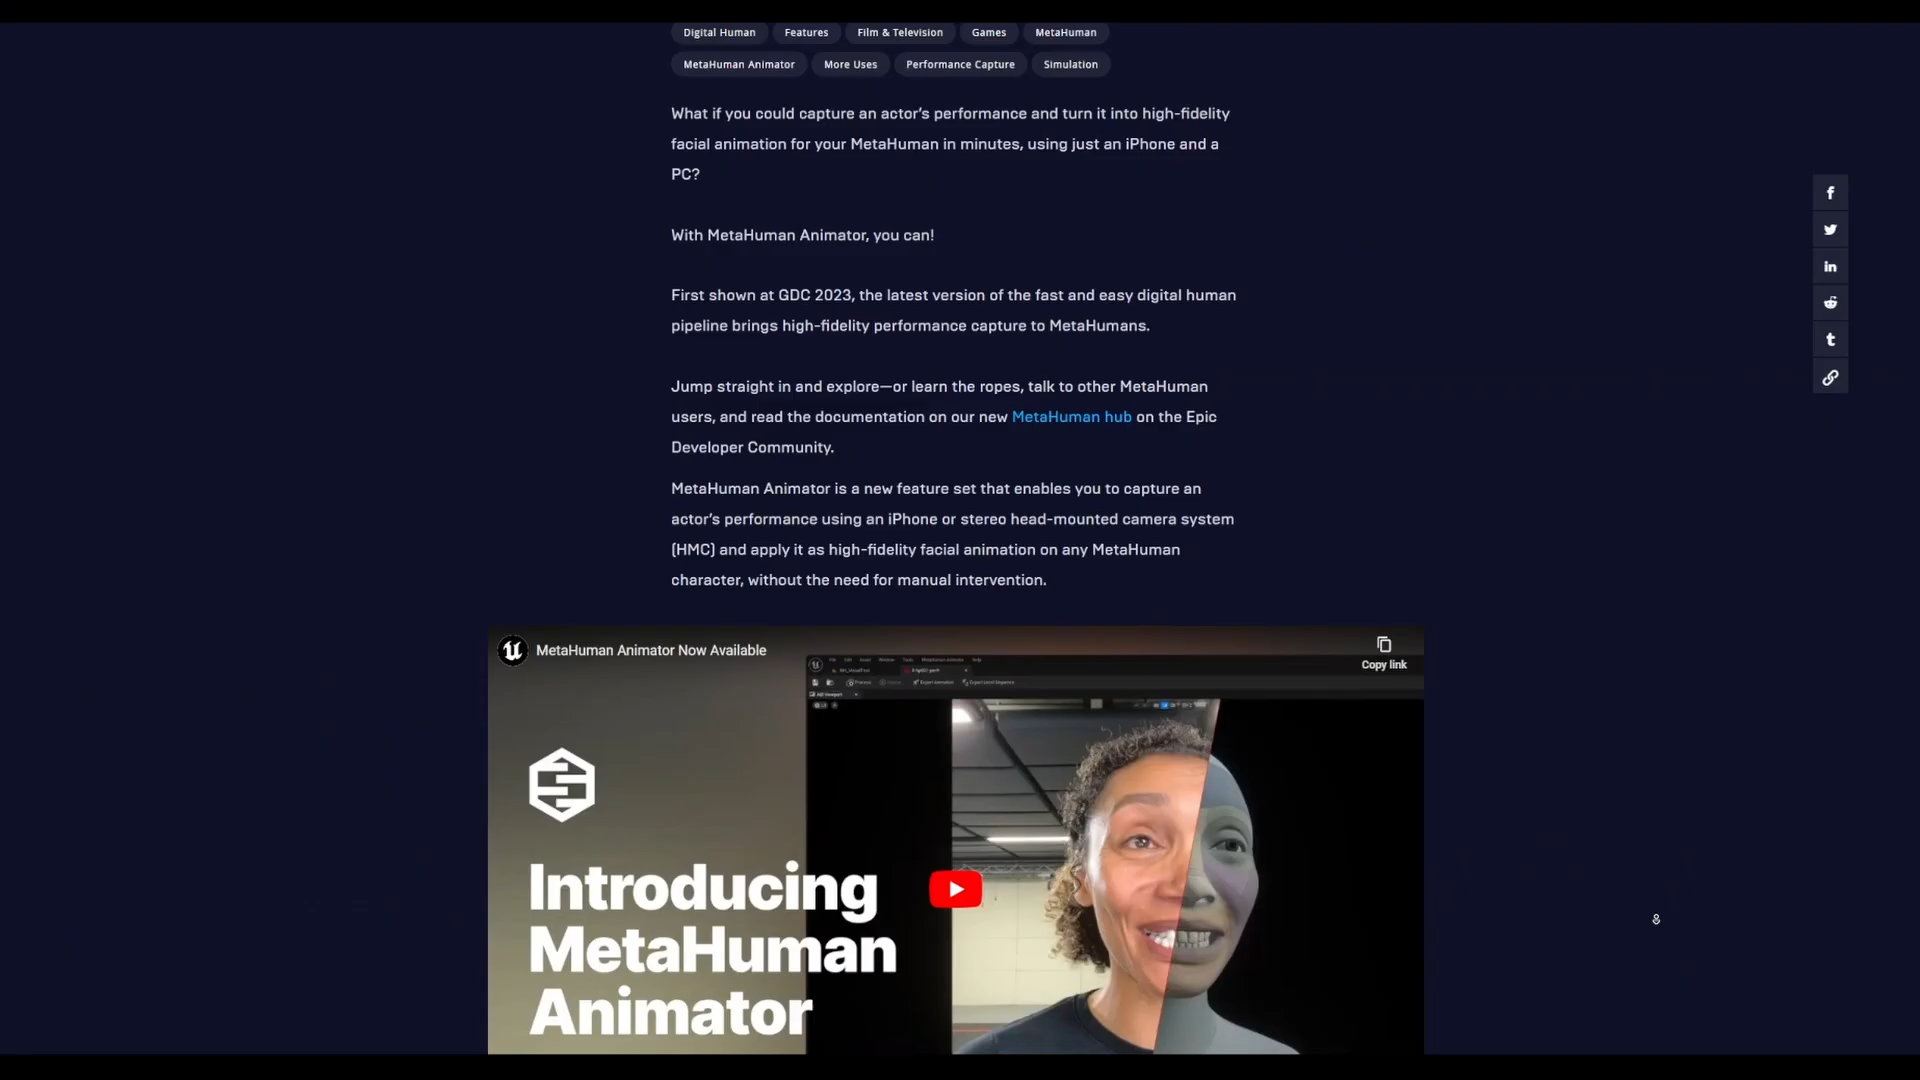 Digital Human Features Film & Television Games MetaHuman
MetaHuman Animator More Uses Performance Capture Simulation
What if you could capture an actor's performance and turn it into high-fidelity
facial animation for your MetaHuman in minutes, using just an iPhone and a
PC?
With MetaHuman Animator, you can!
First shown at GDC 2023, the latest version of the fast and easy digital human
pipeline brings high-fidelity performance capture to MetaHumans.
Jump straight in and explore—or learn the ropes, talk to other MetaHuman
users, and read the documentation on our new MetaHuman hub on the Epic
Developer Community.
MetaHuman Animator is a new feature set that enables you to capture an
actor's performance using an iPhone or stereo head-mounted camera system
(HMC) and apply it as high-fidelity facial animation on any MetaHuman
character, without the need for manual intervention.
MetaHuman Animator Now Available
Copy link
Introducing
MetaHuman
Animator